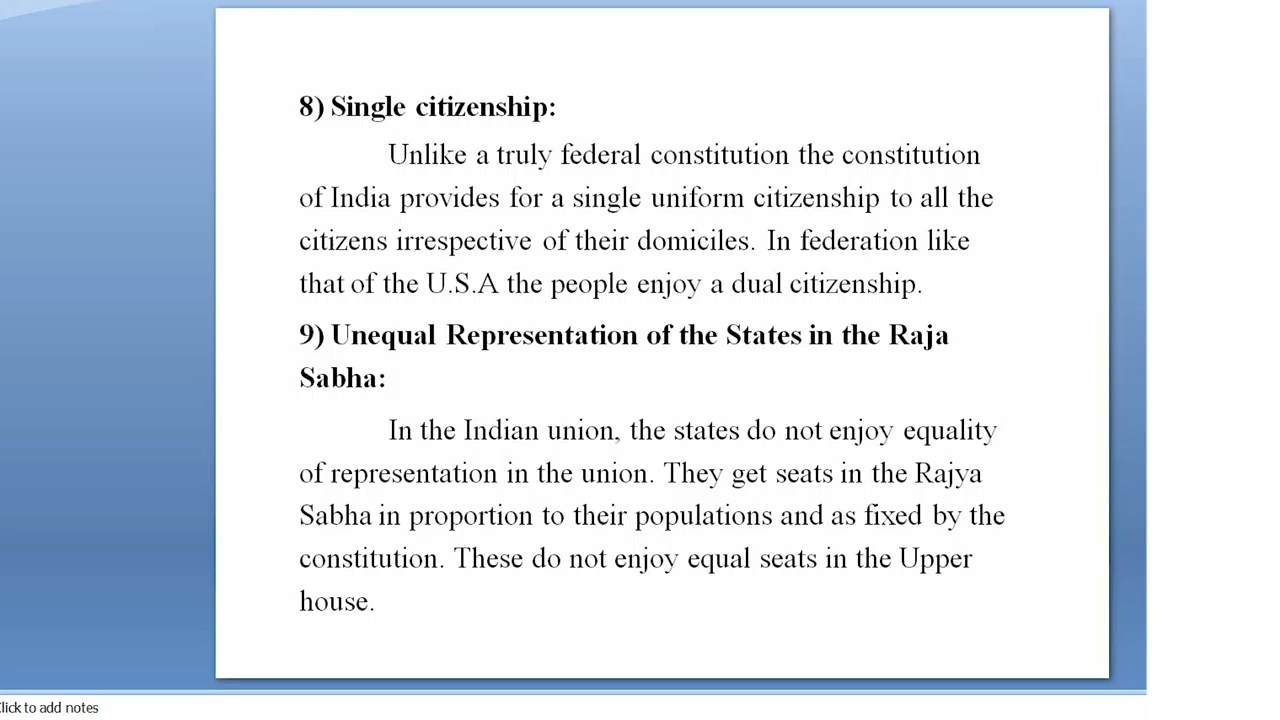 8) Single citizenship:
Unlike a truly federal constitution the constitution
of India provides for a single uniform citizenship to all the
citizens irrespective of their domiciles. In federation like
that of the U.S.A the people enjoy a dual citizenship.
9) Unequal Representation of the States in the Raja
Sabha:
In the Indian union, the states do not enjoy equality
of representation in the union. They get seats in the Rajya
Sabha in proportion to their populations and as fixed by the
constitution. These do not enjoy equal seats in the Upper
house.
Click to add notes